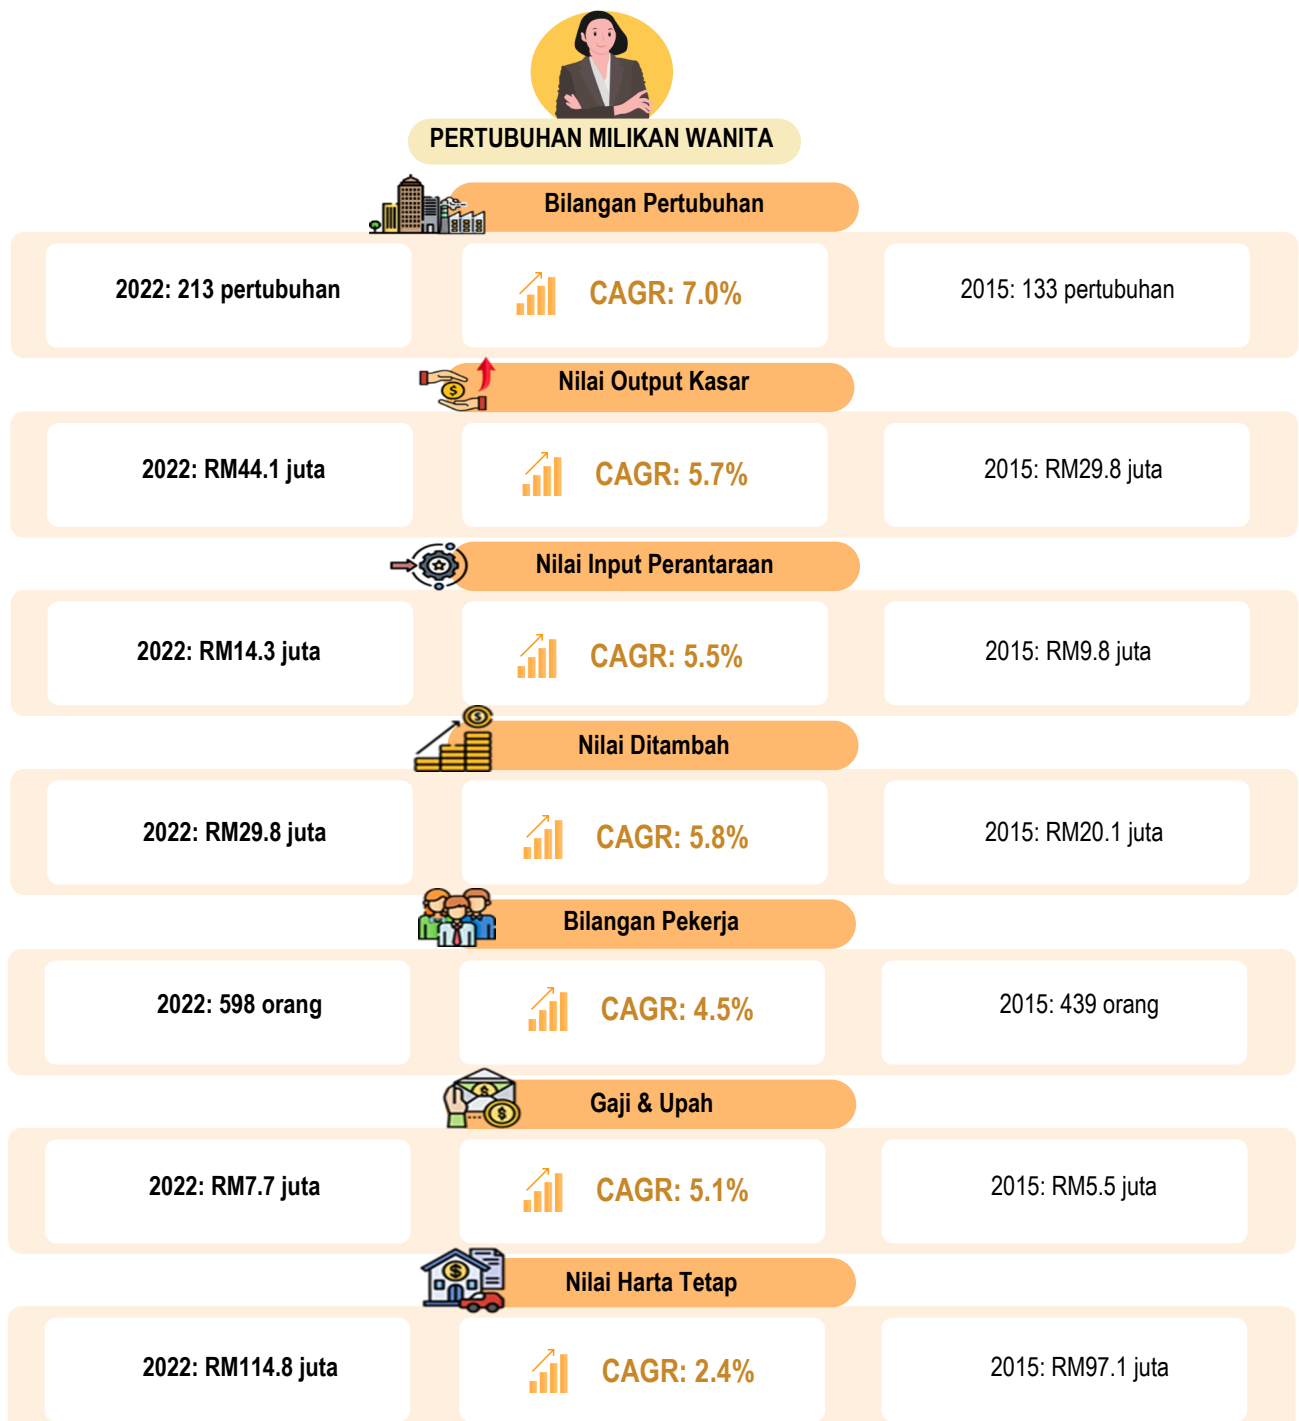 PERTUBUHAN MILIKAN WANITA
Bilangan Pertubuhan
2022: 213 pertubuhan
CAGR: 7.0%
2015: 133 pertubuhan
Nilai Output Kasar
2022: RM44.1 juta
CAGR: 5.7%
2015: RM29.8 juta
Nilai Input Perantaraan
2022: RM14.3 juta
CAGR: 5.5%
2015: RM9.8 juta
Nilai Ditambah
2022: RM29.8 juta
CAGR: 5.8%
2015: RM20.1 juta
Bilangan Pekerja
2022: 598 orang
CAGR: 4.5%
2015: 439 orang
Gaji & Upah
2022: RM7.7 juta
CAGR: 5.1%
2015: RM5.5 juta
Nilai Harta Tetap
2022: RM114.8 juta
CAGR: 2.4%
2015: RM97.1 juta